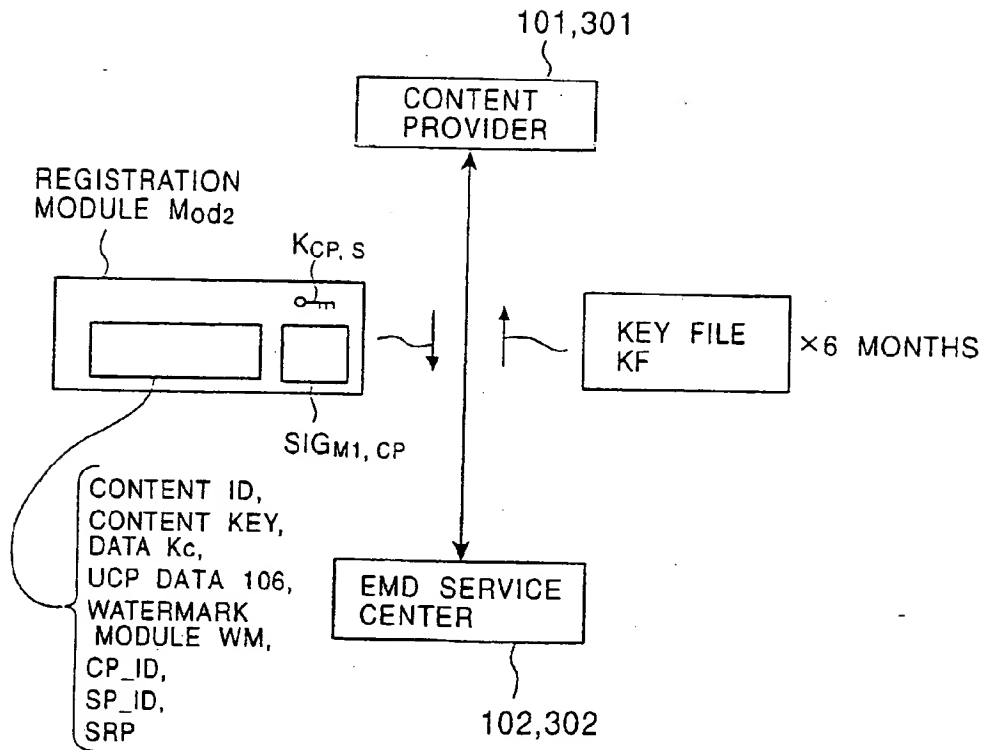 101,301
CONTENT
PROVIDER
REGISTRATION
MODULE Mod2
KCP, S
KEY FILE
KF
×6 MONTHS
SIGM1, CP
CONTENT ID,
CONTENT KEY,
DATA Kc,
UCP DATA 106,
WATERMARK
MODULE WM,
CP_ID,
SP_ID,
SRP
EMD SERVICE
CENTER
102,302